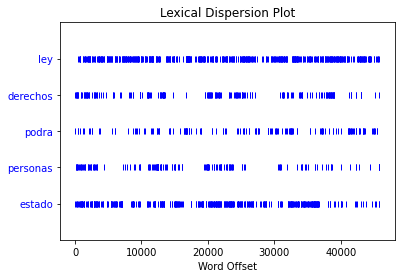 Lexical Dispersion Plot
ley
derechos
podra
personas
estado
0 10000 20000 30000 40000
Word Offset